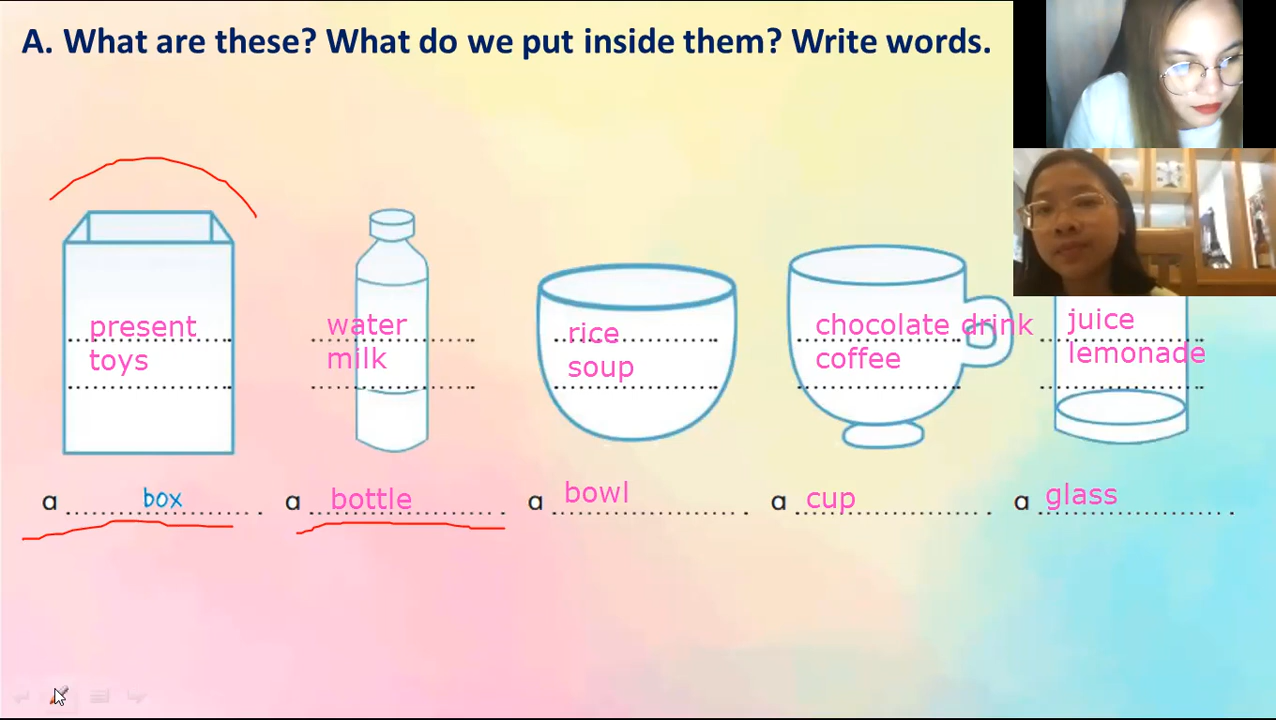 A. What are these? What do we put inside them? Write words.
present
toys
water
milk
rice
soup
chocolate drink
coffee
juice
lemonade
a box .
a bottle .
a bowl .
a cup .
a glass .